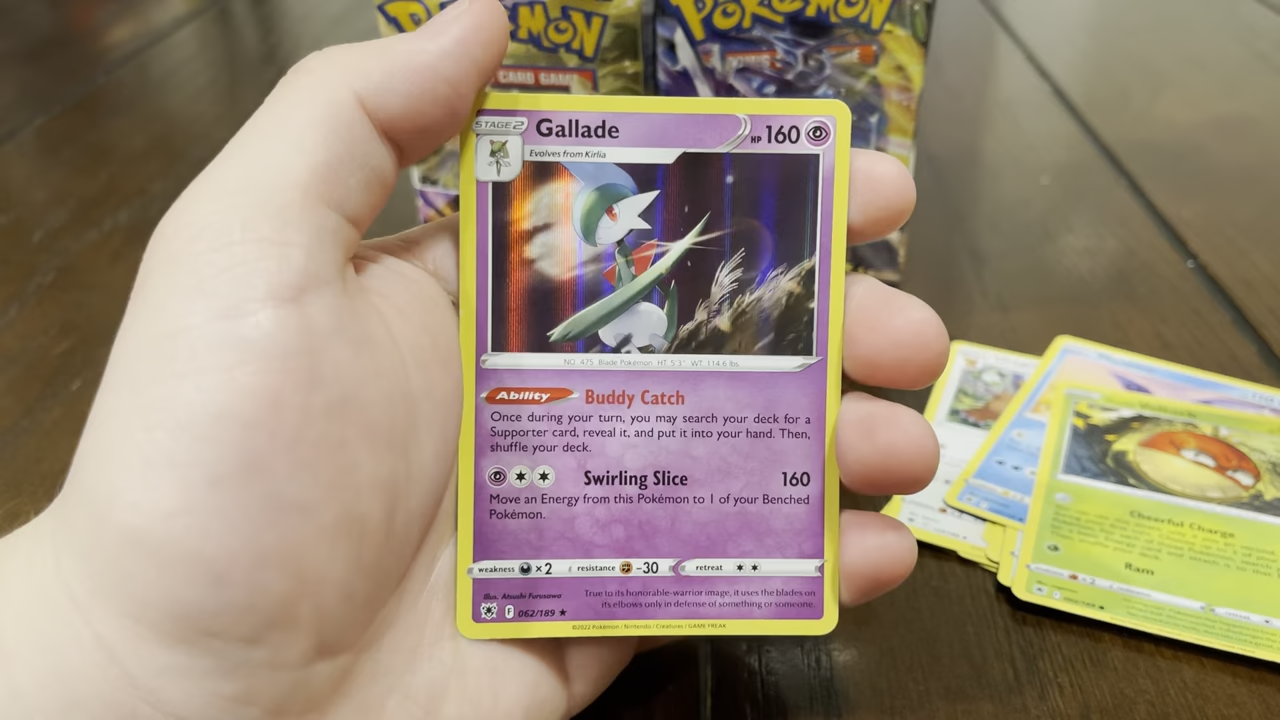 POKÉMON
CARD GAME
POKÉMON
STAGE 2
Gallade
HP 160
Evolves from Kirlia
NO. 475 Blade Pokémon HT: 5'3" WT: 114.6 lbs.
Ability
Buddy Catch
Once during your turn, you may search your deck for a
Supporter card, reveal it, and put it into your hand. Then,
shuffle your deck.
Swirling Slice 160
Move an Energy from this Pokémon to 1 of your Benched
Pokémon.
weakness ×2 resistance -30 retreat
Illus. Atsushi Furusawa
True to its honorable-warrior image, it uses the blades on
its elbows only in defense of something or someone.
F 062/189
©2022 Pokémon / Nintendo / Creatures / GAME FREAK
Cheerful Charge
Ram